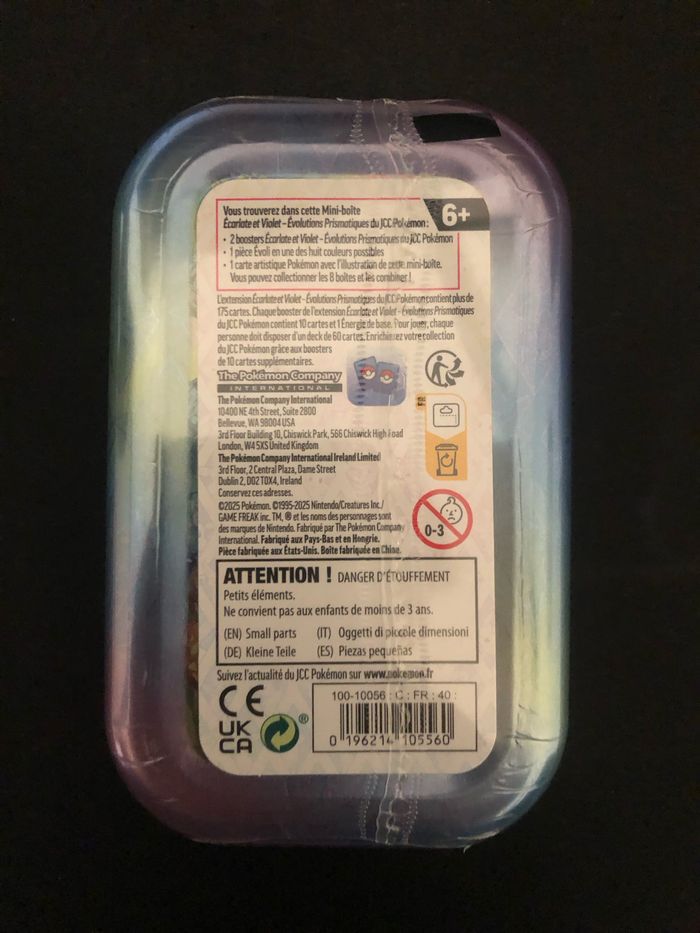 Vous trouverez dans cette Mini-boîte
Écarlate et Violet – Évolutions Prismatiques du JCC Pokémon :
6+
• 2 boosters Écarlate et Violet – Évolutions Prismatiques du JCC Pokémon
• 1 pièce Évoli en une des huit couleurs possibles
• 1 carte artistique Pokémon avec l'illustration de cette mini-boîte.
Vous pouvez collectionner les 8 boîtes et les combiner !
L'extension Écarlate et Violet – Évolutions Prismatiques du JCC Pokémon contient plus de
175 cartes. Chaque booster de l'extension Écarlate et Violet – Évolutions Prismatiques
du JCC Pokémon contient 10 cartes et 1 Énergie de base. Pour jouer, chaque
personne doit disposer d'un deck de 60 cartes. Enrichissez votre collection
du JCC Pokémon grâce aux boosters
de 10 cartes supplémentaires.
The Pokémon Company
INTERNATIONAL
The Pokémon Company International
10400 NE 4th Street, Suite 2800
Bellevue, WA 98004 USA
3rd Floor Building 10, Chiswick Park, 566 Chiswick High Road
London, W4 5XS United Kingdom
The Pokémon Company International Ireland Limited
3rd Floor, 2 Central Plaza, Dame Street
Dublin 2, D02 T0X4, Ireland
Conservez ces adresses.
FR
©2025 Pokémon. ©1995-2025 Nintendo/Creatures Inc./
GAME FREAK inc. TM, ® et les noms des personnages sont
des marques de Nintendo. Fabriqué par The Pokémon Company
International. Fabriqué aux Pays-Bas et en Hongrie.
Pièce fabriquée aux États-Unis. Boîte fabriquée en Chine.
0-3
ATTENTION ! DANGER D'ÉTOUFFEMENT
Petits éléments.
Ne convient pas aux enfants de moins de 3 ans.
(EN) Small parts (IT) Oggetti di piccole dimensioni
(DE) Kleine Teile (ES) Piezas pequeñas
Suivez l'actualité du JCC Pokémon sur www.pokemon.fr
CE
UK
CA
®
100-10056 : C : FR : 40 :
0 196214 105560